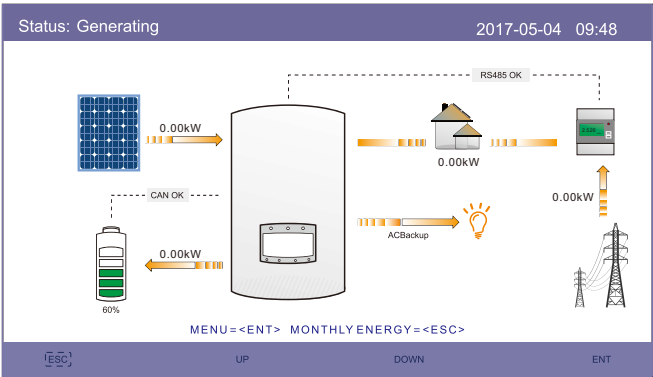 Status: Generating
2017-05-04 09:48
RS485 OK
0.00kW
0.00kW
CAN OK
0.00kW
0.00kW
ACBackup
60%
MENU=<ENT> MONTHLY ENERGY=<ESC>
ESC UP DOWN ENT